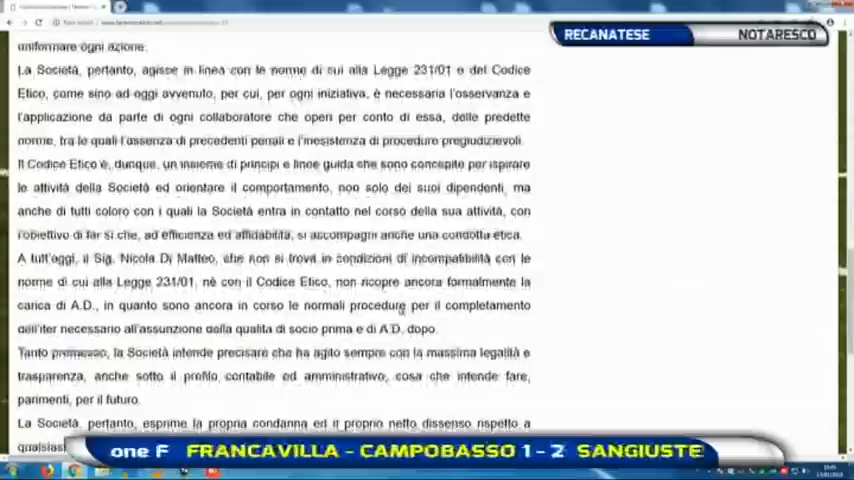 RECANATESE NOTARESCO
uniformare ogni azione.
La Società, pertanto, agisce in linea con le norme di cui alla Legge 231/01 e del Codice
Etico, come sino ad oggi avvenuto, per cui, per ogni iniziativa, è necessaria l'osservanza e
l'applicazione da parte di ogni collaboratore che operi per conto di essa, delle predette
norme, tra le quali l'assenza di precedenti penali e l'inesistenza di procedure pregiudizievoli.
Il Codice Etico è, dunque, un insieme di principi e linee guida che sono concepite per ispirare
le attività della Società ed orientare il comportamento, non solo dei suoi dipendenti, ma
anche di tutti coloro con i quali la Società entra in contatto nel corso della sua attività, con
l'obiettivo di far sì che, ad efficienza ed affidabilità, si accompagni anche una condotta etica.
A tutt'oggi, il Sig. Nicola Di Matteo, che non si trova in condizioni di incompatibilità con le
norme di cui alla Legge 231/01, nè con il Codice Etico, non ricopre ancora formalmente la
carica di A.D., in quanto sono ancora in corso le normali procedure per il completamento
dell'iter necessario all'assunzione della qualità di socio prima e di A.D. dopo.
Tanto premesso, la Società intende precisare che ha agito sempre con la massima legalità e
trasparenza, anche sotto il profilo contabile ed amministrativo, cosa che intende fare,
parimenti, per il futuro.
La Società, pertanto, esprime la propria condanna ed il proprio netto dissenso rispetto a
qualsias
one F FRANCAVILLA - CAMPOBASSO 1 - 2 SANGIUSTE